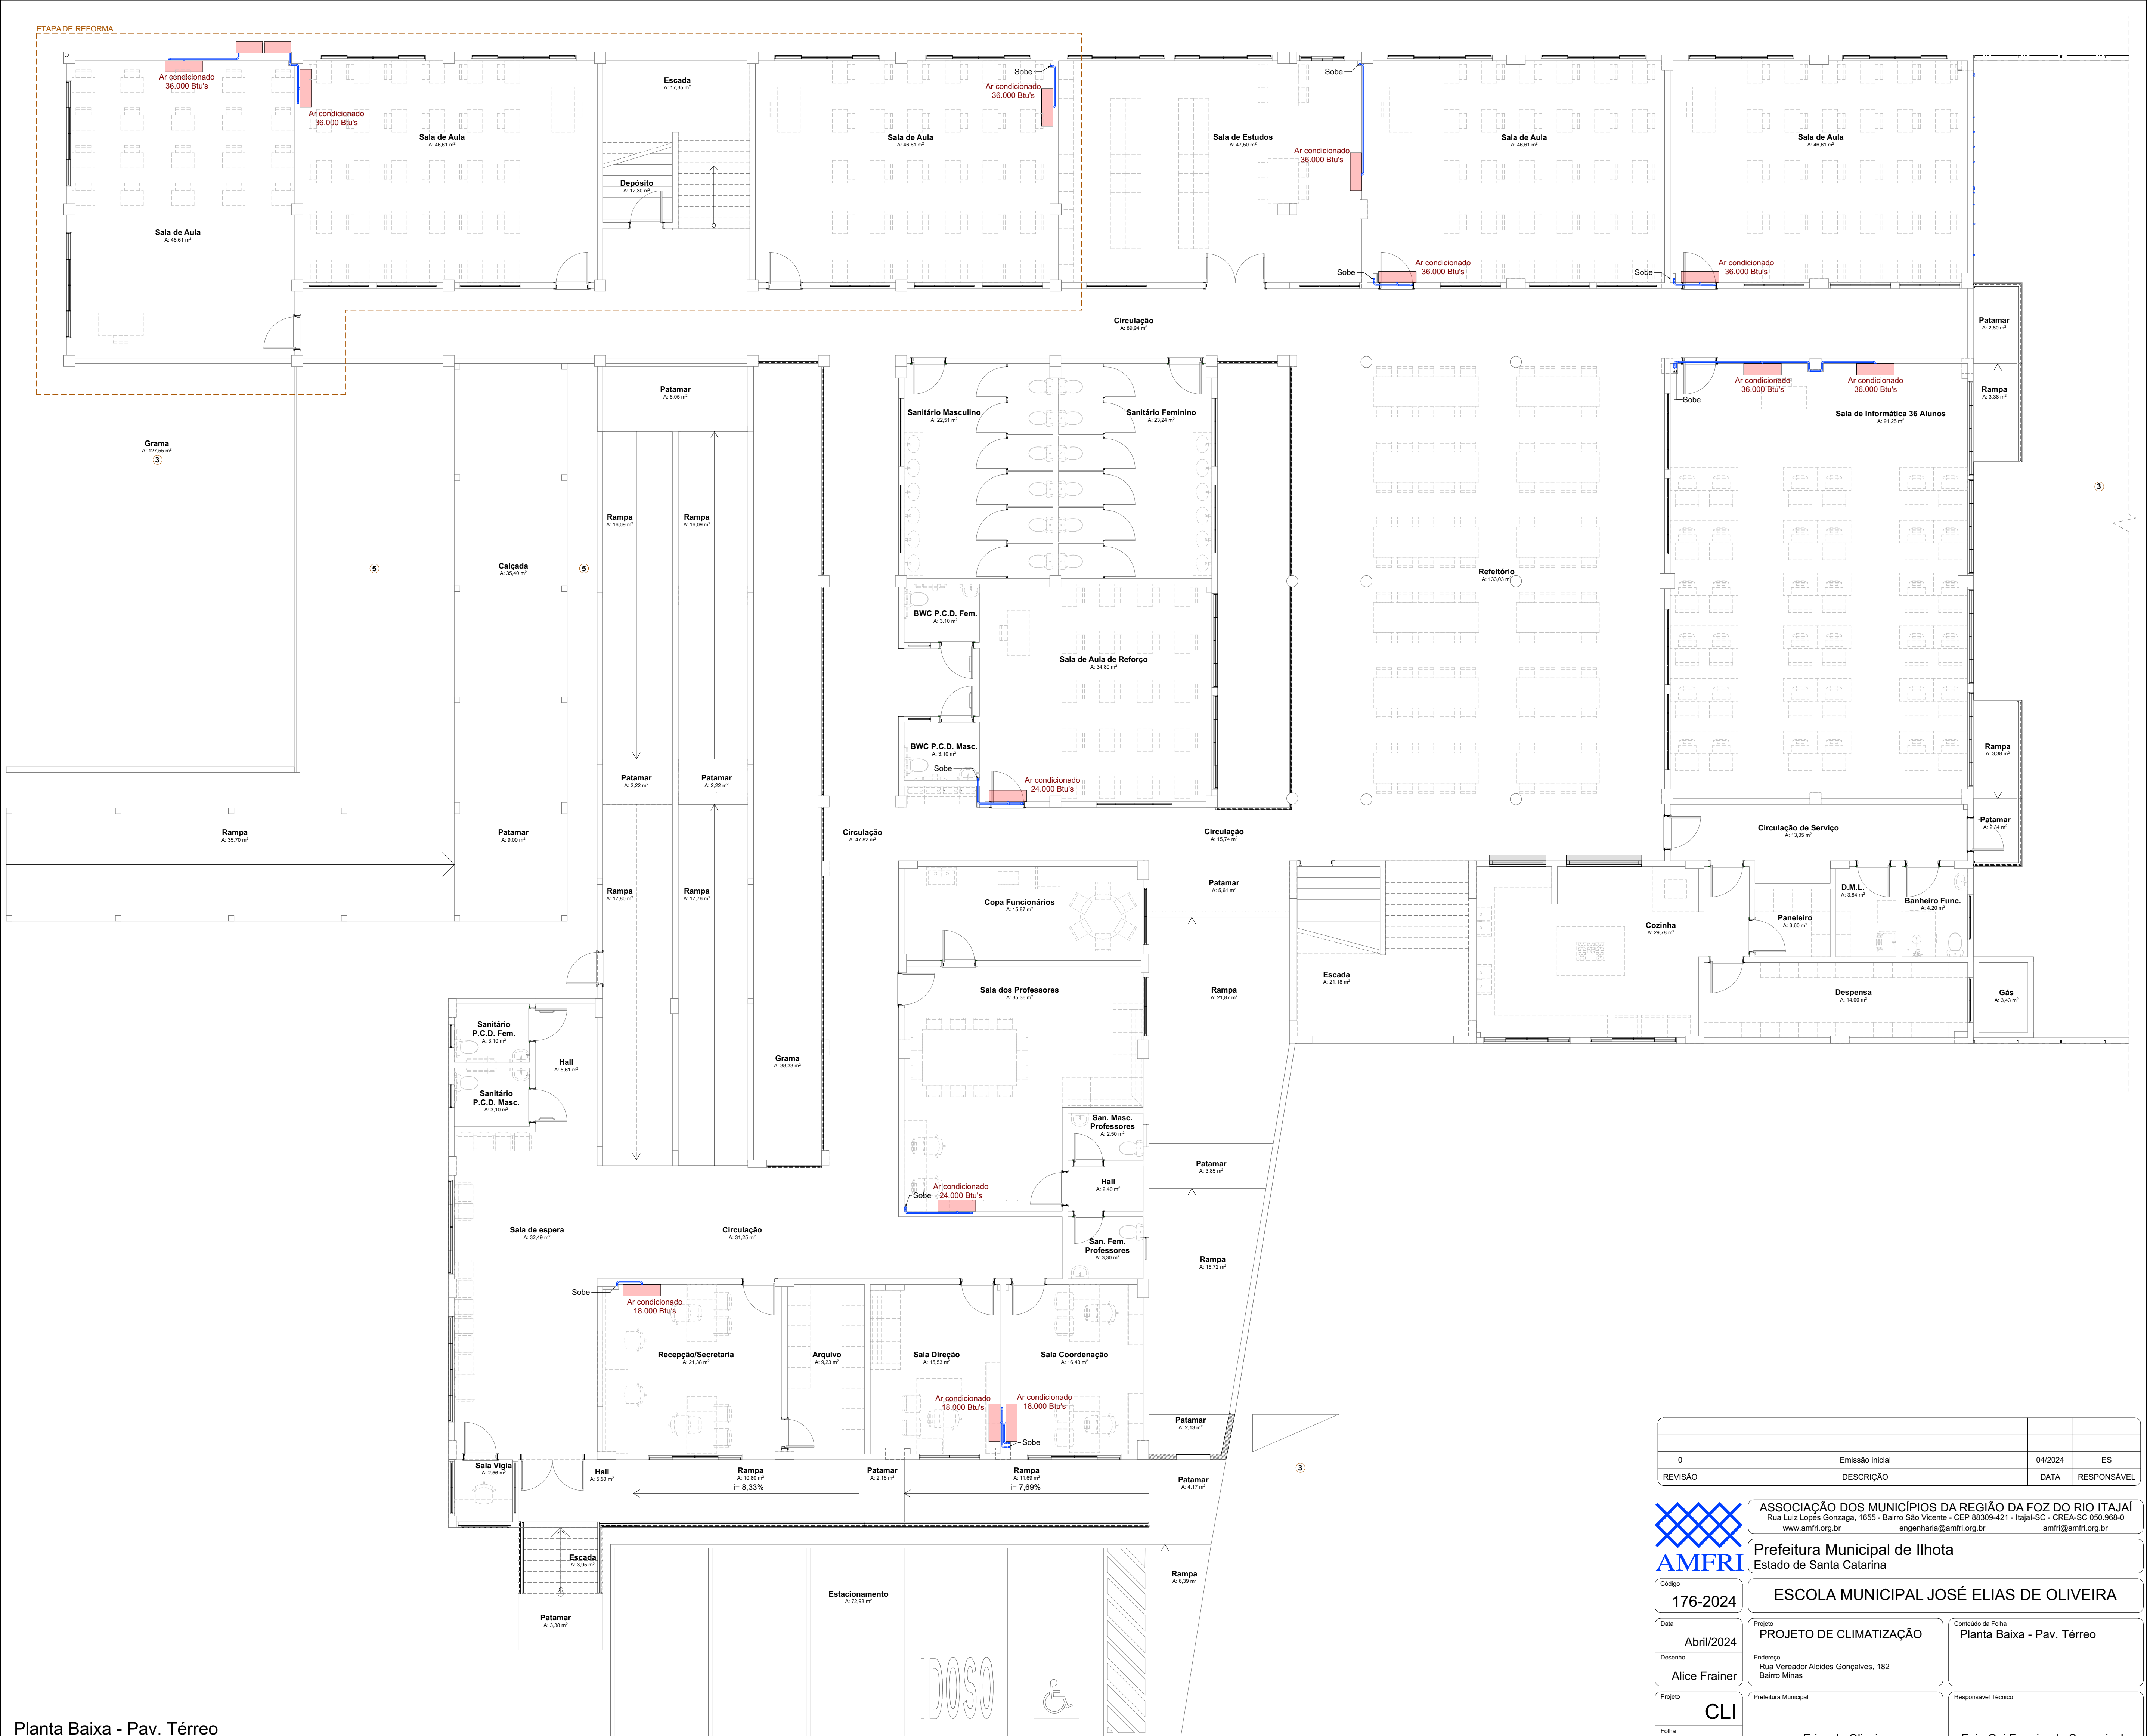 ETAPA DE REFORMA
Ar condicionado
36.000 Btu's
Ar condicionado
36.000 Btu's
Sala de Aula
A: 46,61 m²
Sala de Aula
A: 46,61 m²
Escada
A: 17,35 m²
Depósito
A: 12,30 m²
Sala de Aula
A: 46,61 m²
Sobe
Ar condicionado
36.000 Btu's
Sala de Estudos
A: 47,50 m²
Sobe
Ar condicionado
36.000 Btu's
Sala de Aula
A: 46,61 m²
Sobe
Ar condicionado
36.000 Btu's
Sala de Aula
A: 46,61 m²
Sobe
Ar condicionado
36.000 Btu's
Circulação
A: 89,94 m²
Patamar
A: 2,80 m²
Rampa
A: 3,38 m²
Grama
A: 127,55 m²
3
5
Calçada
A: 35,40 m²
5
Patamar
A: 6,05 m²
Rampa
A: 16,09 m²
Rampa
A: 16,09 m²
Sanitário Masculino
A: 22,51 m²
Sanitário Feminino
A: 23,24 m²
Sobe
Ar condicionado
36.000 Btu's
Ar condicionado
36.000 Btu's
Sala de Informática 36 Alunos
A: 91,25 m²
3
Refeitório
A: 133,03 m²
BWC P.C.D. Fem.
A: 3,10 m²
Sala de Aula de Reforço
A: 34,80 m²
BWC P.C.D. Masc.
A: 3,10 m²
Sobe
Ar condicionado
24.000 Btu's
Patamar
A: 2,22 m²
Patamar
A: 2,22 m²
Rampa
A: 3,38 m²
Patamar
A: 2,34 m²
Rampa
A: 35,70 m²
Patamar
A: 9,00 m²
Circulação
A: 47,82 m²
Circulação
A: 15,74 m²
Circulação de Serviço
A: 13,05 m²
Rampa
A: 17,80 m²
Rampa
A: 17,76 m²
Copa Funcionários
A: 15,87 m²
Patamar
A: 5,61 m²
D.M.L.
A: 3,84 m²
Banheiro Func.
A: 4,20 m²
Paneleiro
A: 3,60 m²
Cozinha
A: 29,78 m²
Escada
A: 21,18 m²
Sala dos Professores
A: 35,36 m²
Rampa
A: 21,87 m²
Despensa
A: 14,00 m²
Gás
A: 3,43 m²
Sanitário
P.C.D. Fem.
A: 3,10 m²
Hall
A: 5,61 m²
Sanitário
P.C.D. Masc.
A: 3,10 m²
Grama
A: 38,33 m²
San. Masc.
Professores
A: 2,50 m²
Patamar
A: 3,85 m²
Hall
A: 2,40 m²
Ar condicionado
24.000 Btu's
Sobe
Sala de espera
A: 32,49 m²
Circulação
A: 31,25 m²
San. Fem.
Professores
A: 3,30 m²
Rampa
A: 15,72 m²
Sobe
Ar condicionado
18.000 Btu's
Recepção/Secretaria
A: 21,38 m²
Arquivo
A: 9,23 m²
Sala Direção
A: 15,53 m²
Sala Coordenação
A: 16,43 m²
Ar condicionado
18.000 Btu's
Ar condicionado
18.000 Btu's
Sobe
Patamar
A: 2,13 m²
Sala Vigia
A: 2,56 m²
Hall
A: 5,50 m²
Rampa
A: 10,80 m²
i= 8,33%
Patamar
A: 2,16 m²
Rampa
A: 11,69 m²
i= 7,69%
Patamar
A: 4,17 m²
3
Escada
A: 3,95 m²
Patamar
A: 3,38 m²
Estacionamento
A: 72,93 m²
Rampa
A: 6,39 m²
IDOSO
Planta Baixa - Pav. Térreo
0 Emissão inicial 04/2024 ES
REVISÃO DESCRIÇÃO DATA RESPONSÁVEL
AMFRI
ASSOCIAÇÃO DOS MUNICÍPIOS DA REGIÃO DA FOZ DO RIO ITAJAÍ
Rua Luiz Lopes Gonzaga, 1655 - Bairro São Vicente - CEP 88309-421 - Itajaí-SC - CREA-SC 050.968-0
www.amfri.org.br engenharia@amfri.org.br amfri@amfri.org.br
Prefeitura Municipal de Ilhota
Estado de Santa Catarina
Código
176-2024
ESCOLA MUNICIPAL JOSÉ ELIAS DE OLIVEIRA
Data
Abril/2024
Projeto
PROJETO DE CLIMATIZAÇÃO
Conteúdo da Folha
Planta Baixa - Pav. Térreo
Desenho
Alice Frainer
Endereço
Rua Vereador Alcides Gonçalves, 182
Bairro Minas
Projeto
CLI
Prefeitura Municipal
Responsável Técnico
Folha